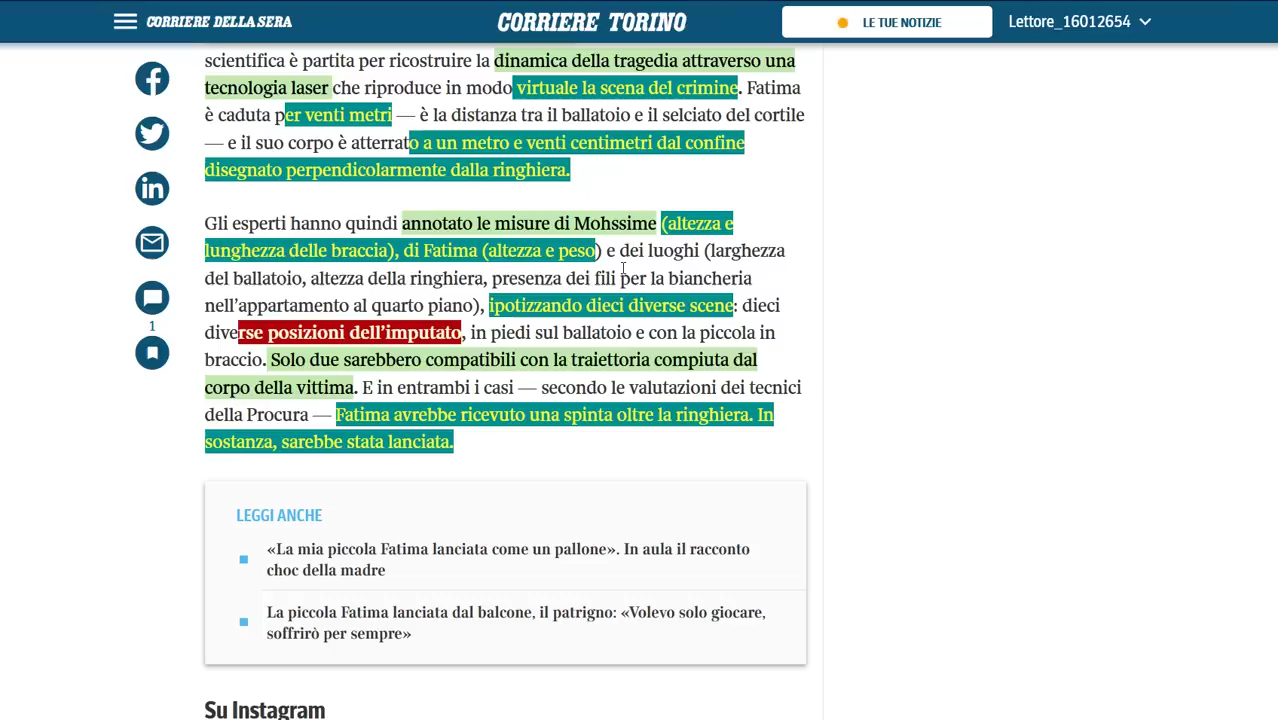 CORRIERE DELLA SERA
CORRIERE TORINO
LE TUE NOTIZIE
Lettore_16012654
scientifica è partita per ricostruire la dinamica della tragedia attraverso una
tecnologia laser che riproduce in modo virtuale la scena del crimine. Fatima
è caduta per venti metri — è la distanza tra il ballatoio e il selciato del cortile
— e il suo corpo è atterrato a un metro e venti centimetri dal confine
disegnato perpendicolarmente dalla ringhiera.
Gli esperti hanno quindi annotato le misure di Mohssime (altezza e
lunghezza delle braccia), di Fatima (altezza e peso) e dei luoghi (larghezza
del ballatoio, altezza della ringhiera, presenza dei fili per la biancheria
nell’appartamento al quarto piano), ipotizzando dieci diverse scene: dieci
diverse posizioni dell’imputato, in piedi sul ballatoio e con la piccola in
braccio. Solo due sarebbero compatibili con la traiettoria compiuta dal
corpo della vittima. E in entrambi i casi — secondo le valutazioni dei tecnici
della Procura — Fatima avrebbe ricevuto una spinta oltre la ringhiera. In
sostanza, sarebbe stata lanciata.
1
LEGGI ANCHE
«La mia piccola Fatima lanciata come un pallone». In aula il racconto
choc della madre
La piccola Fatima lanciata dal balcone, il patrigno: «Volevo solo giocare,
soffrirò per sempre»
Su Instagram